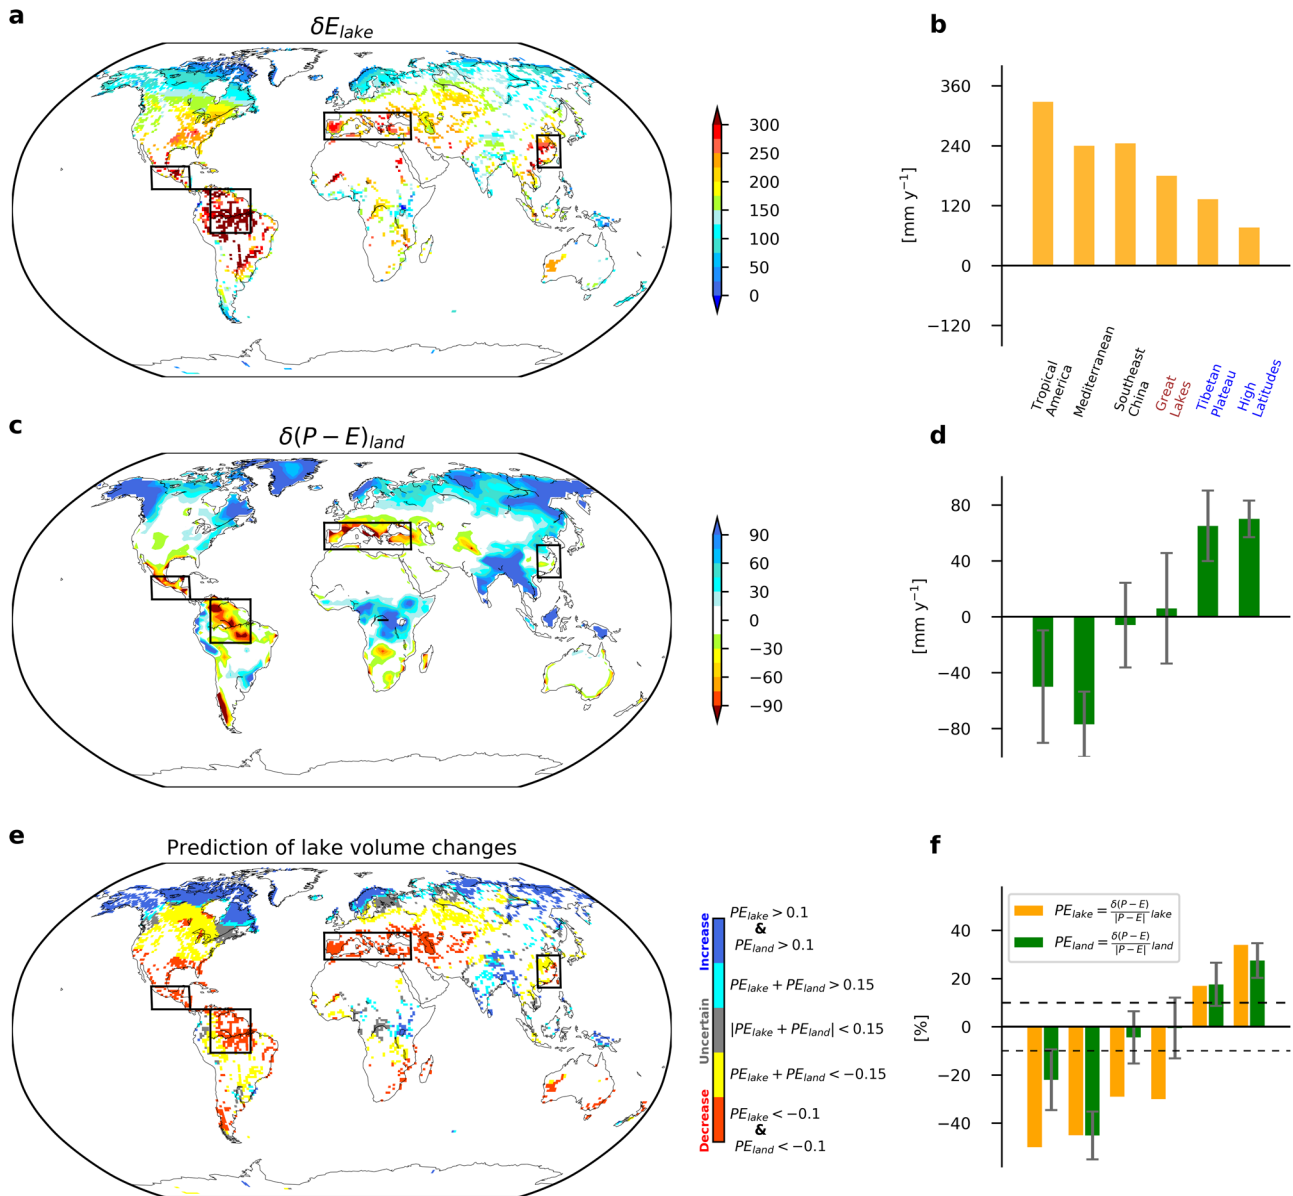 a
δE_lake
300
250
200
150
100
50
0
b
360
240
120
0
−120
[mm y⁻¹]
Tropical
America
Mediterranean
Southeast
China
Great
Lakes
Tibetan
Plateau
High
Latitudes
c
δ(P − E)_land
90
60
30
0
−30
−60
−90
d
80
40
0
−40
−80
[mm y⁻¹]
e
Prediction of lake volume changes
Increase
Uncertain
Decrease
PE_lake > 0.1
&
PE_land > 0.1
PE_lake + PE_land > 0.15
|PE_lake + PE_land| < 0.15
PE_lake + PE_land < −0.15
PE_lake < −0.1
&
PE_land < −0.1
f
PE_lake = δ(P − E)/|P − E| lake
PE_land = δ(P − E)/|P − E| land
40
20
0
−20
−40
[%]